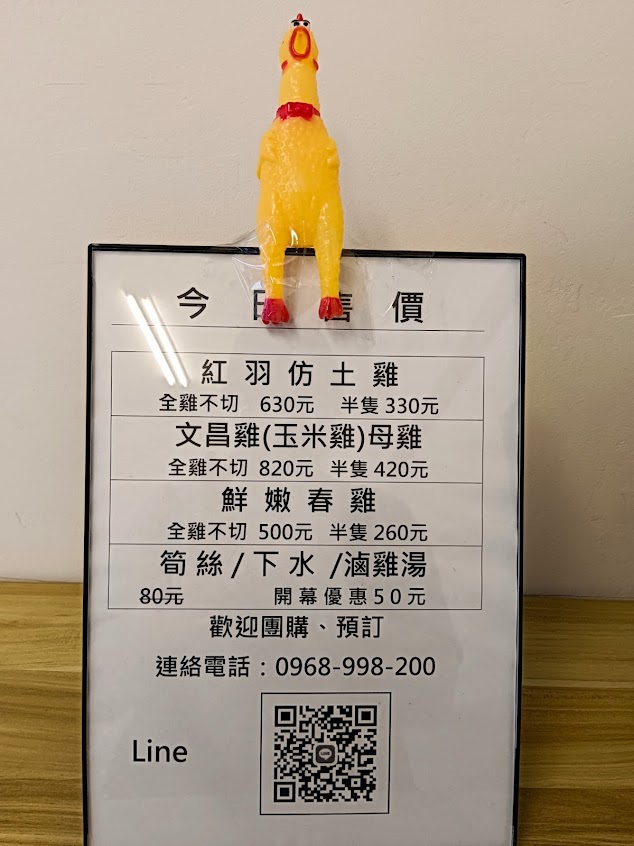 今日售價
紅羽仿土雞
全雞不切 630元 半隻 330元
文昌雞(玉米雞)母雞
全雞不切 820元 半隻 420元
鮮嫩春雞
全雞不切 500元 半隻 260元
筍絲/下水/滷雞湯
80元 開幕優惠50元
歡迎團購、預訂
連絡電話：0968-998-200
Line